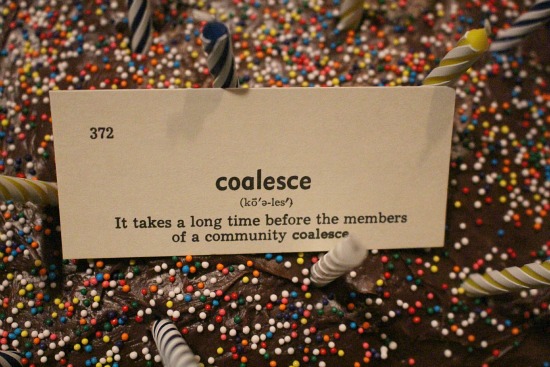 372
coalesce
(kō′ə-les′)
It takes a long time before the members
of a community coalesce